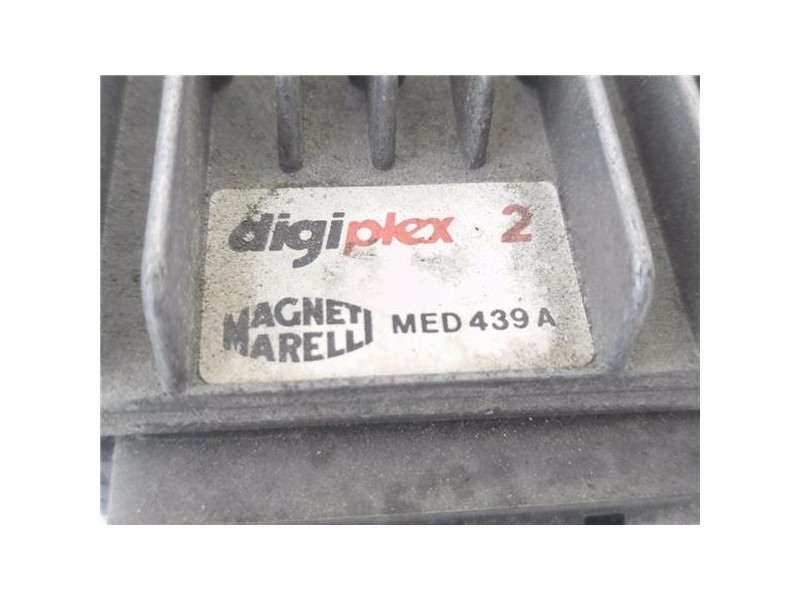 digiplex 2
MAGNETI
MARELLI
MED 439 A